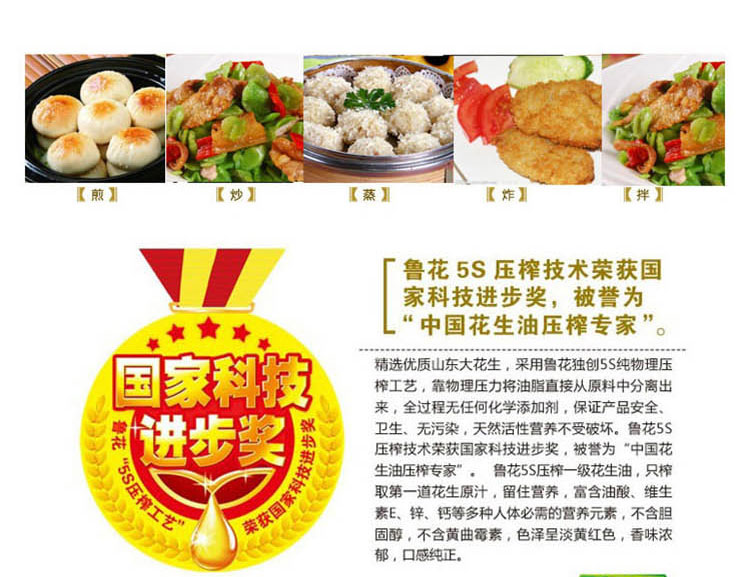 【煎】 【炒】 【蒸】 【炸】 【拌】
国家科技
进步奖
鲁花“5S压榨工艺”荣获国家科技进步奖
鲁花 5S 压榨技术荣获国
家科技进步奖，被誉为
“中国花生油压榨专家”。
精选优质山东大花生，采用鲁花独创5S纯物理压
榨工艺，靠物理压力将油脂直接从原料中分离出
来，全过程无任何化学添加剂，保证产品安全、
卫生、无污染，天然活性营养不受破坏。鲁花5S
压榨技术荣获国家科技进步奖，被誉为“中国花
生油压榨专家”。 鲁花5S压榨一级花生油，只榨
取第一道花生原汁，留住营养，富含油酸、维生
素E、锌、钙等多种人体必需的营养元素，不含胆
固醇，不含黄曲霉素，色泽呈淡黄红色，香味浓
郁，口感纯正。